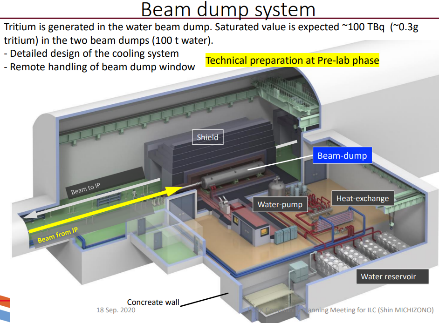 Beam dump system
Tritium is generated in the water beam dump. Saturated value is expected ~100 TBq (~0.3g
tritium) in the two beam dumps (100 t water).
- Detailed design of the cooling system
- Remote handling of beam dump window
Technical preparation at Pre-lab phase
Shield
Beam-dump
Beam to IP
Water-pump
Heat-exchange
Beam from IP
Water reservoir
Concreate wall
18 Sep. 2020
nning Meeting for ILC (Shin MICHIZONO)